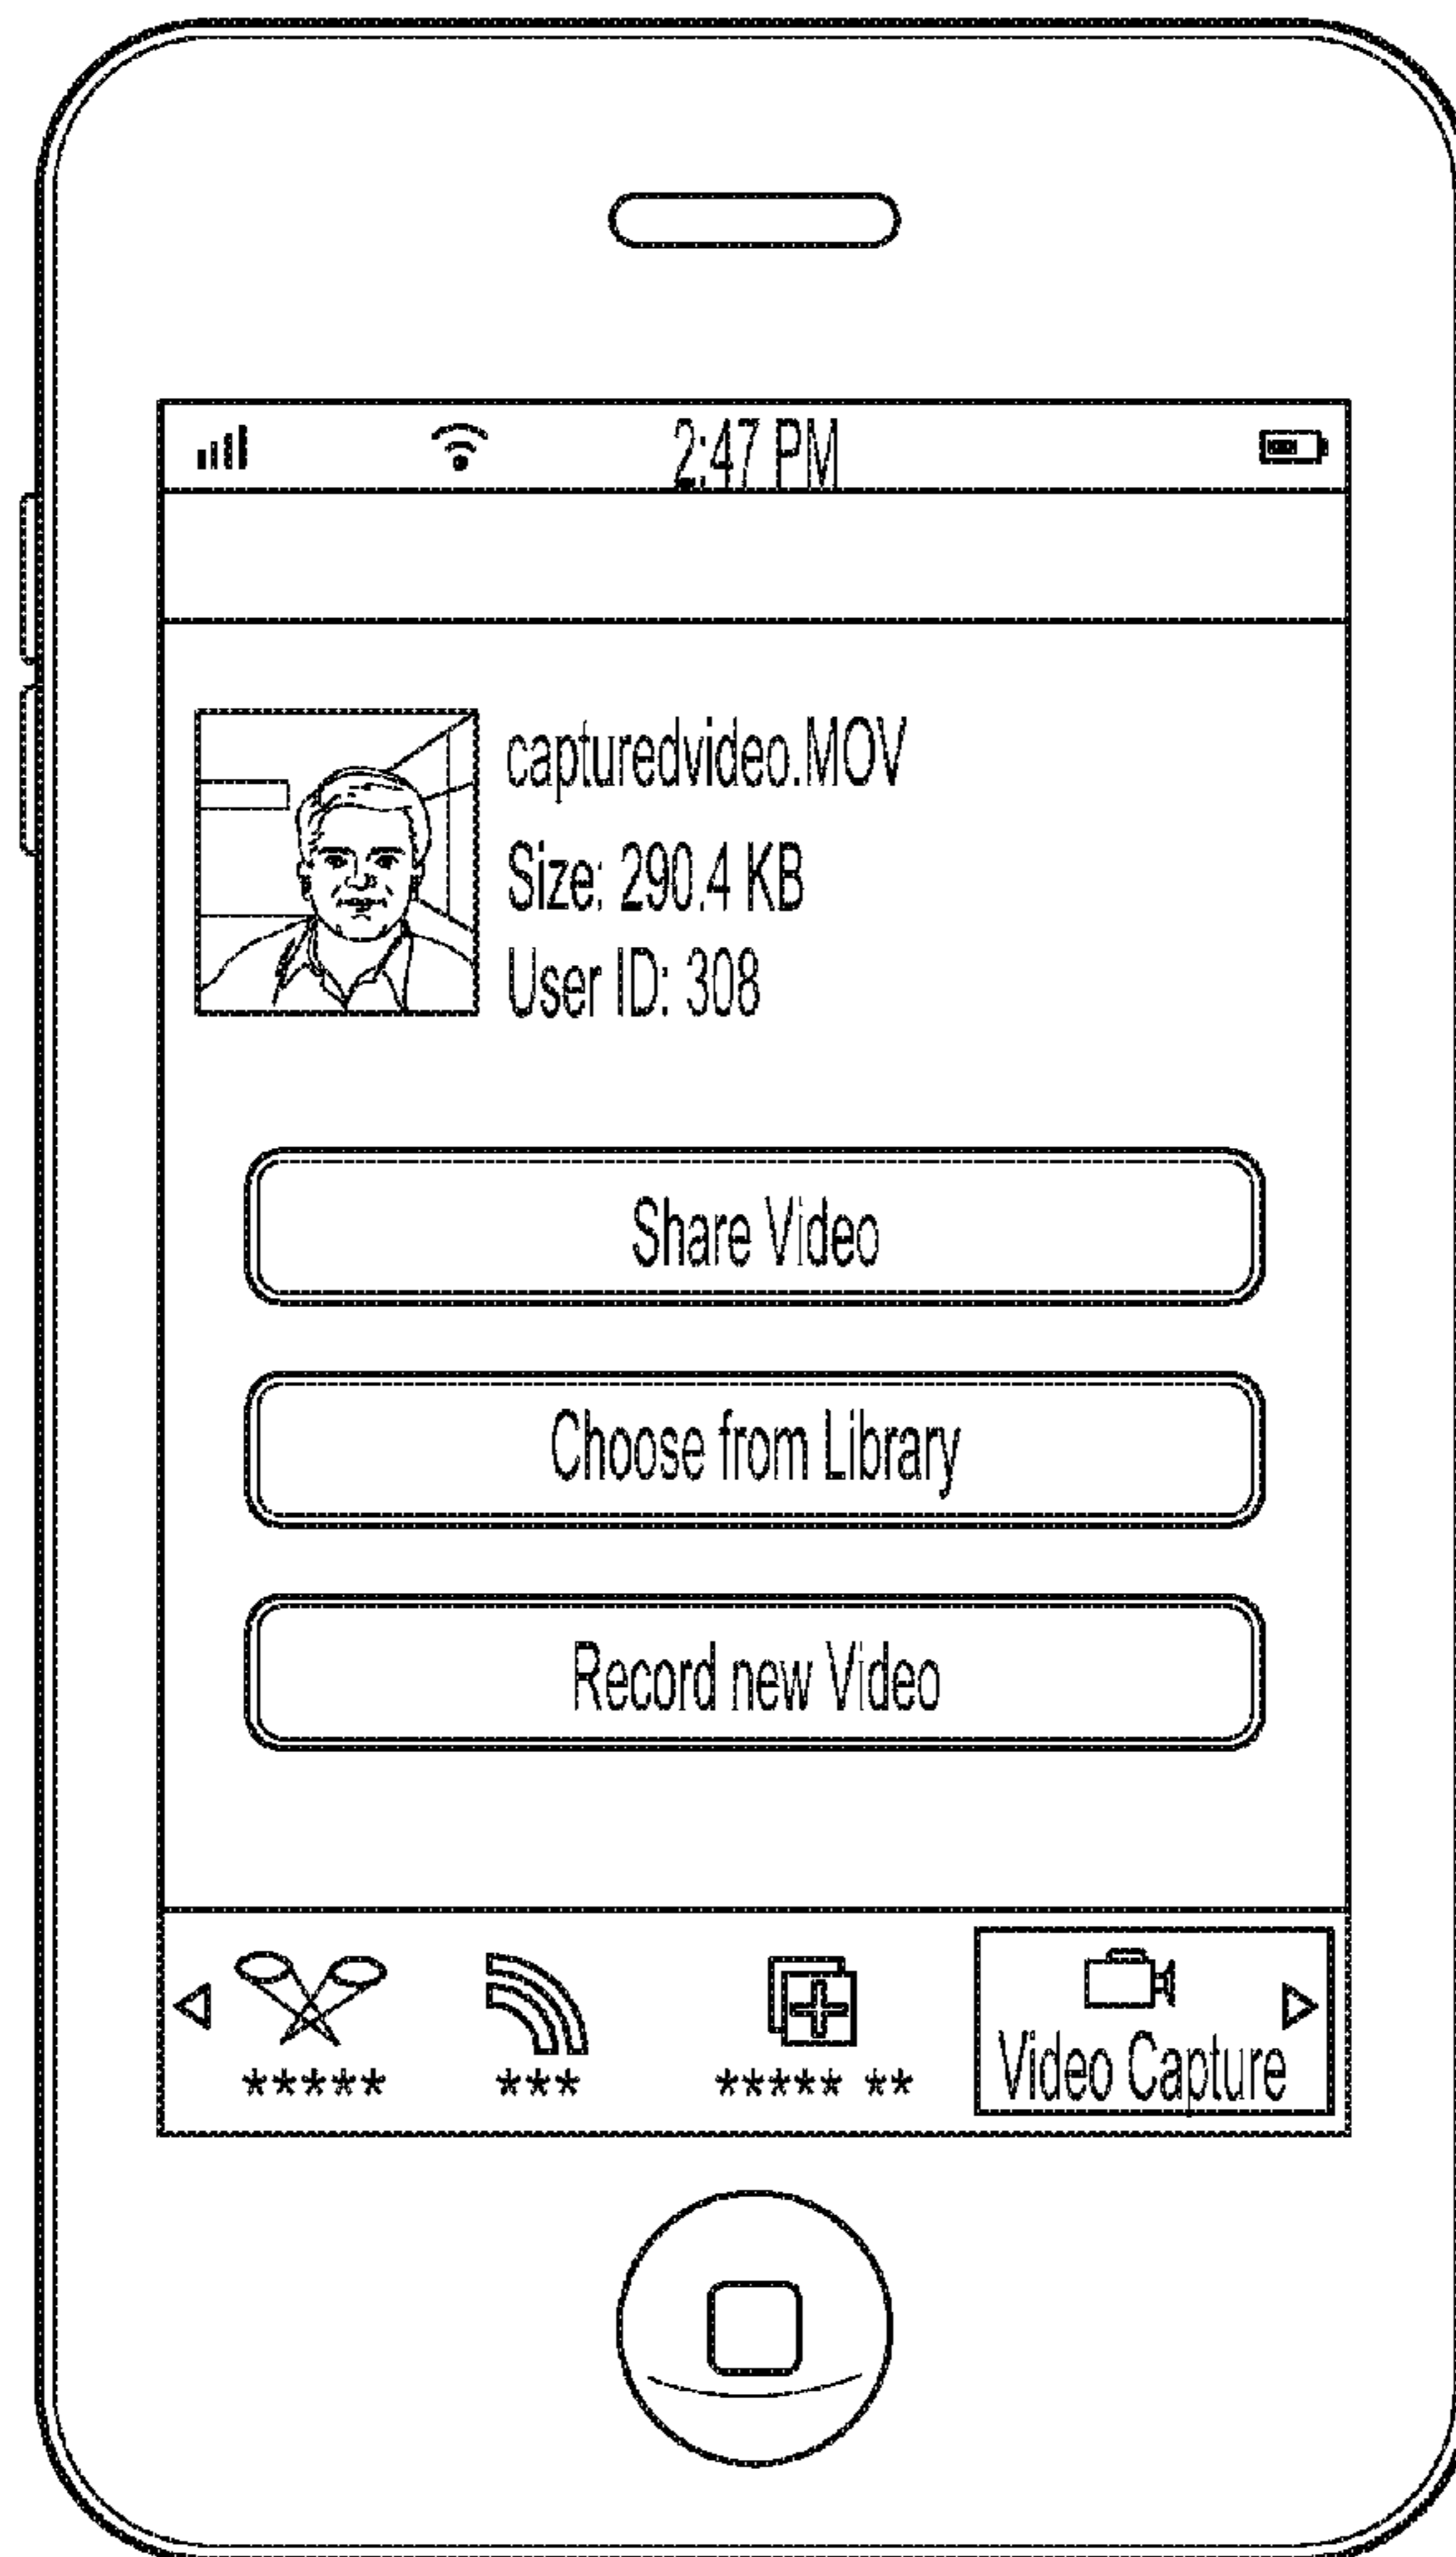 2:47 PM
capturedvideo.MOV
Size: 290.4 KB
User ID: 308
Share Video
Choose from Library
Record new Video
***** *** ***** ** Video Capture